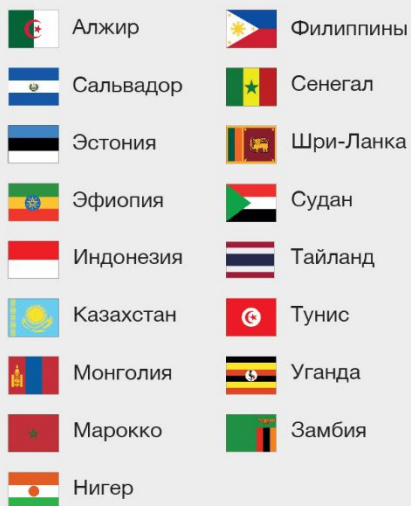 Алжир
Сальвадор
Эстония
Эфиопия
Индонезия
Казахстан
Монголия
Марокко
Нигер
Филиппины
Сенегал
Шри-Ланка
Судан
Тайланд
Тунис
Уганда
Замбия